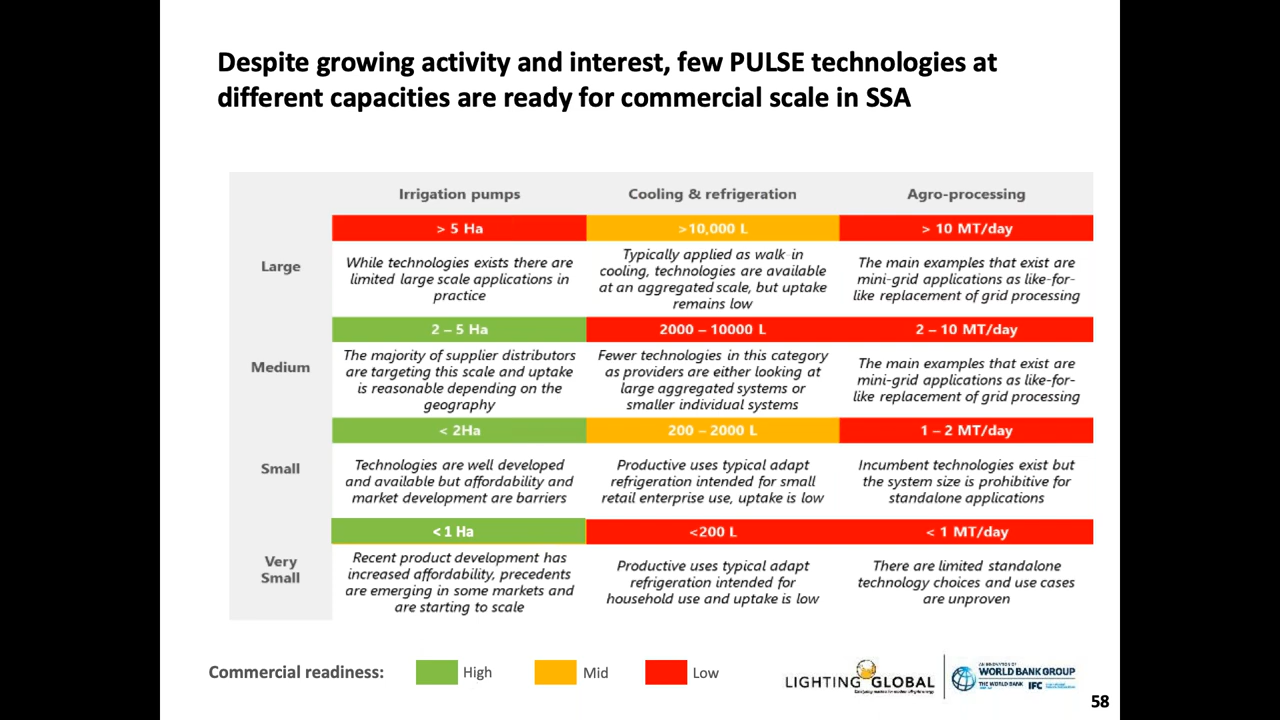 Despite growing activity and interest, few PULSE technologies at
different capacities are ready for commercial scale in SSA
Irrigation pumps
Cooling & refrigeration
Agro-processing
Large
> 5 Ha
While technologies exists there are
limited large scale applications in
practice
>10,000 L
Typically applied as walk-in
cooling, technologies are available
at an aggregated scale, but uptake
remains low
> 10 MT/day
The main examples that exist are
mini-grid applications as like-for-
like replacement of grid processing
Medium
2 – 5 Ha
The majority of supplier distributors
are targeting this scale and uptake
is reasonable depending on the
geography
2000 – 10000 L
Fewer technologies in this category
as providers are either looking at
large aggregated systems or
smaller individual systems
2 – 10 MT/day
The main examples that exist are
mini-grid applications as like-for-
like replacement of grid processing
Small
< 2Ha
Technologies are well developed
and available but affordability and
market development are barriers
200 – 2000 L
Productive uses typical adapt
refrigeration intended for small
retail enterprise use, uptake is low
1 – 2 MT/day
Incumbent technologies exist but
the system size is prohibitive for
standalone applications
Very
Small
<1 Ha
Recent product development has
increased affordability, precedents
are emerging in some markets and
are starting to scale
<200 L
Productive uses typical adapt
refrigeration intended for
household use and uptake is low
< 1 MT/day
There are limited standalone
technology choices and use cases
are unproven
Commercial readiness:
High
Mid
Low
LIGHTING GLOBAL
WORLD BANK GROUP
THE WORLD BANK
IFC
58